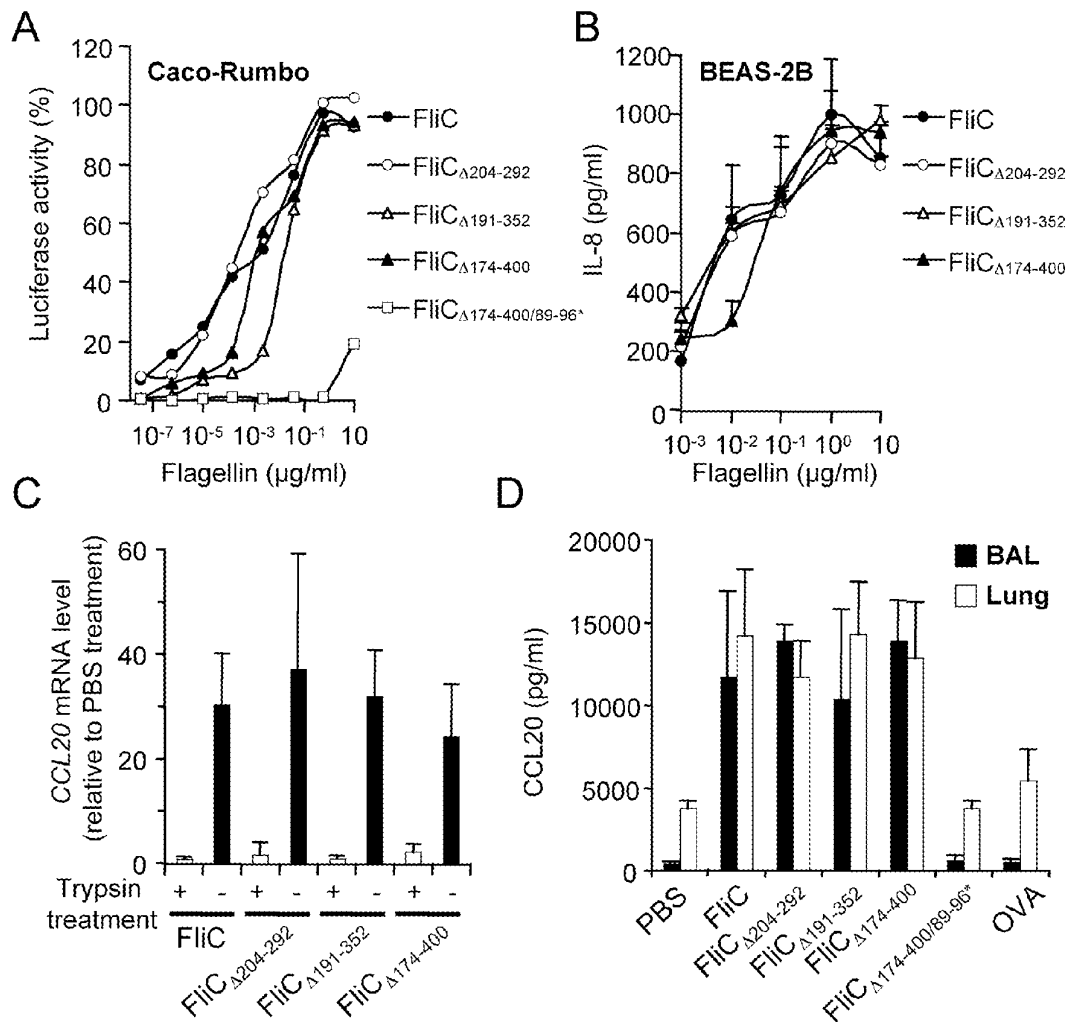 A
120
100
80
60
40
20
0
Luciferase activity (%)
Caco-Rumbo
10-7 10-5 10-3 10-1 10
Flagellin (µg/ml)
FliC
FliCΔ204-292
FliCΔ191-352
FliCΔ174-400
FliCΔ174-400/89-96*
B
1200
1000
800
600
400
200
0
IL-8 (pg/ml)
BEAS-2B
10-3 10-2 10-1 100 10
Flagellin (µg/ml)
FliC
FliCΔ204-292
FliCΔ191-352
FliCΔ174-400
C
60
40
20
0
CCL20 mRNA level
(relative to PBS treatment)
Trypsin + - + - + - + -
treatment
FliC
FliCΔ204-292
FliCΔ191-352
FliCΔ174-400
D
20000
15000
10000
5000
0
CCL20 (pg/ml)
BAL
Lung
PBS
FliC
FliCΔ204-292
FliCΔ191-352
FliCΔ174-400
FliCΔ174-400/89-96*
OVA